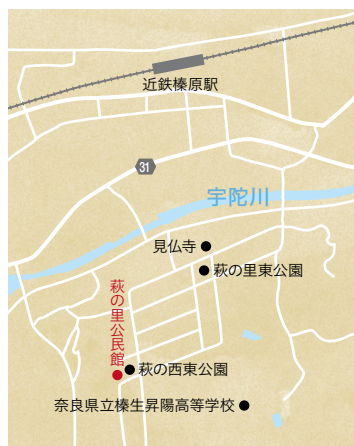 近鉄榛原駅
31
宇陀川
見仏寺
萩の里東公園
萩の里公民館
萩の西東公園
奈良県立榛生昇陽高等学校